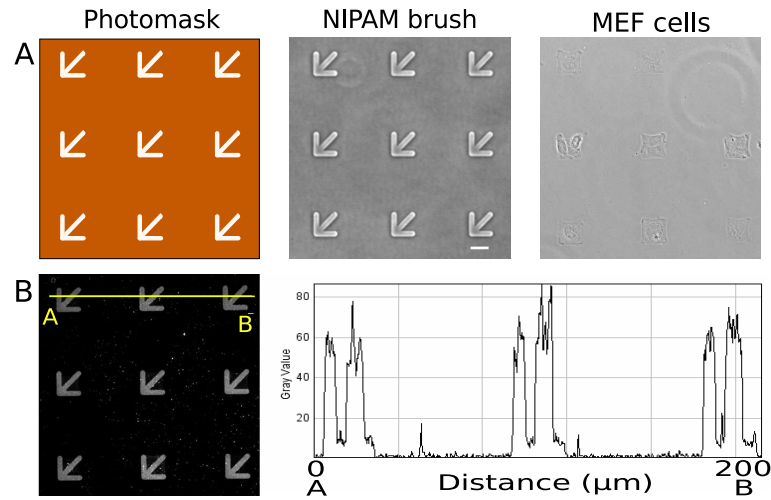 Photomask
NIPAM brush
MEF cells
A
B
A
B
80
60
40
20
Gray Value
0
200
Distance (μm)
A
B